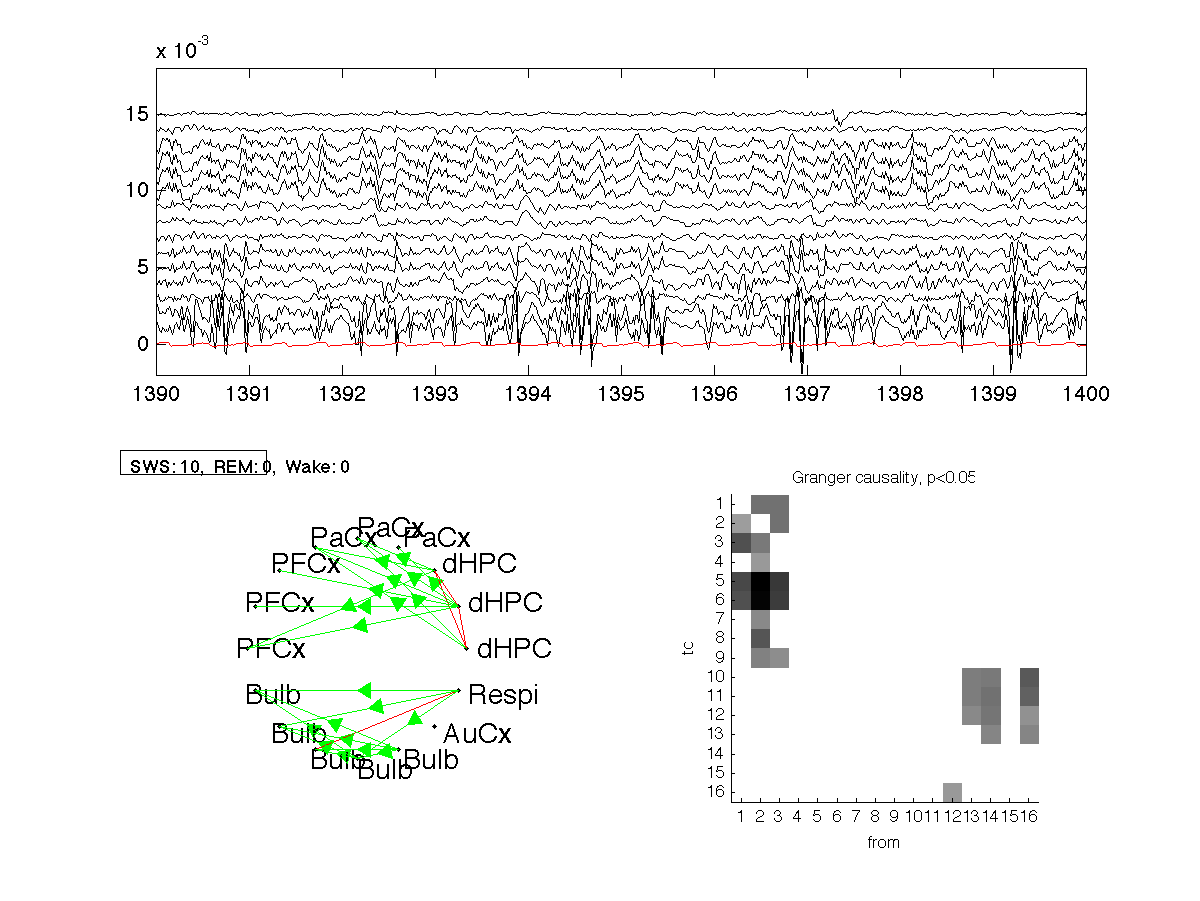 x 10-3
15
10
5
0
1390 1391 1392 1393 1394 1395 1396 1397 1398 1399 1400
SWS:10, REM:0, Wake:0
Granger causality, p<0.05
PaCx
PaCx PaCx
PFCx dHPC
PFCx dHPC
PFCx dHPC
Bulb Respi
Bulb AuCx
Bulb Bulb
Bulb
to
1
2
3
4
5
6
7
8
9
10
11
12
13
14
15
16
1 2 3 4 5 6 7 8 9 10 11 12 13 14 15 16
from